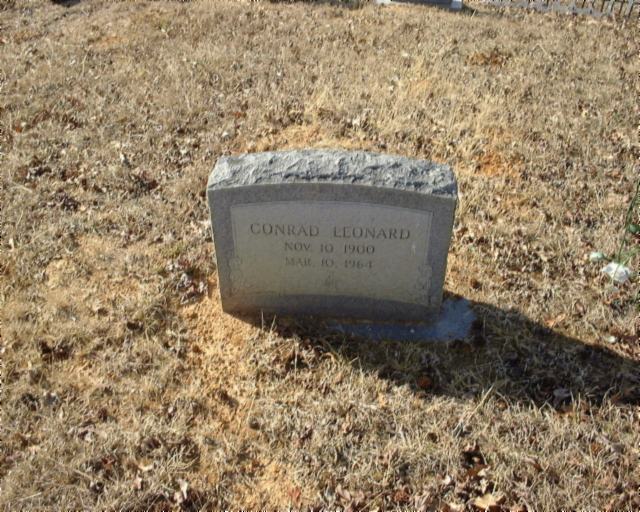 CONRAD LEONARD
NOV. 10, 1900
MAR. 10, 1964